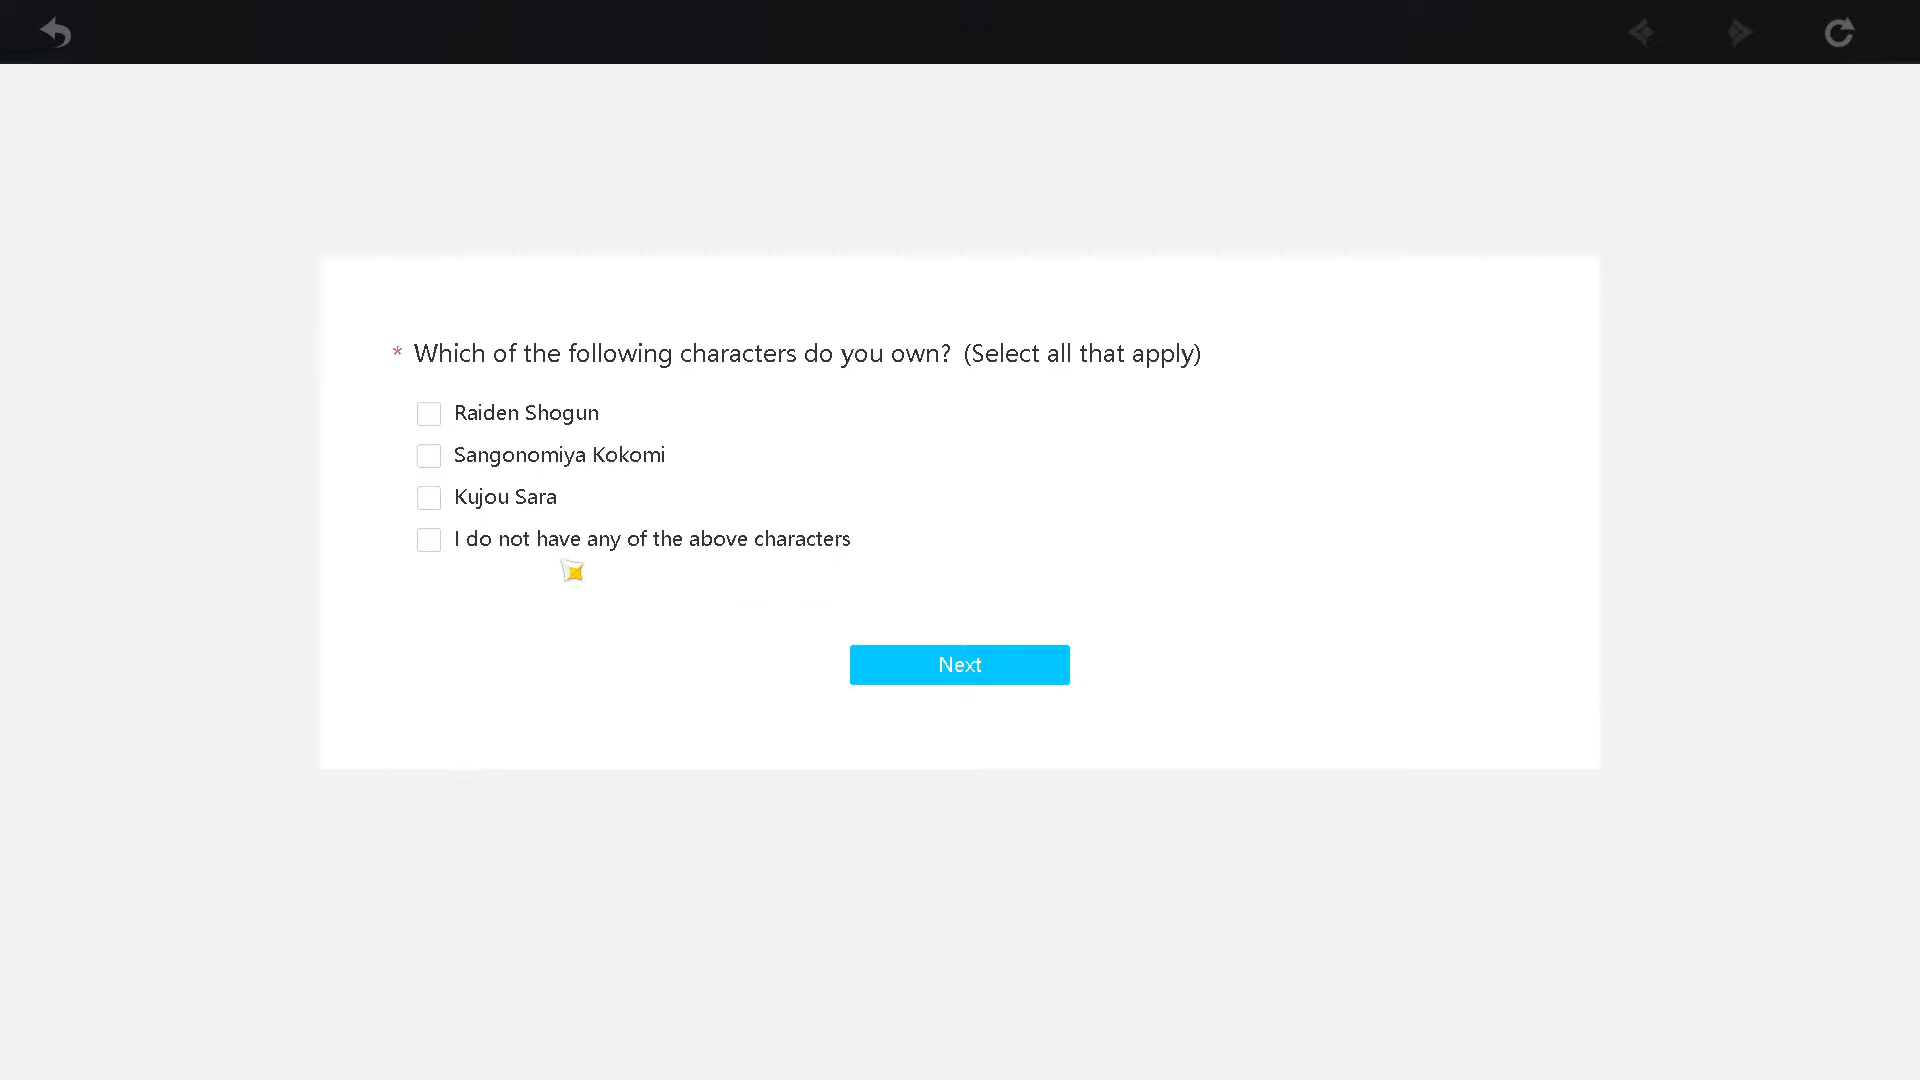 * Which of the following characters do you own? (Select all that apply)
Raiden Shogun
Sangonomiya Kokomi
Kujou Sara
I do not have any of the above characters
Next